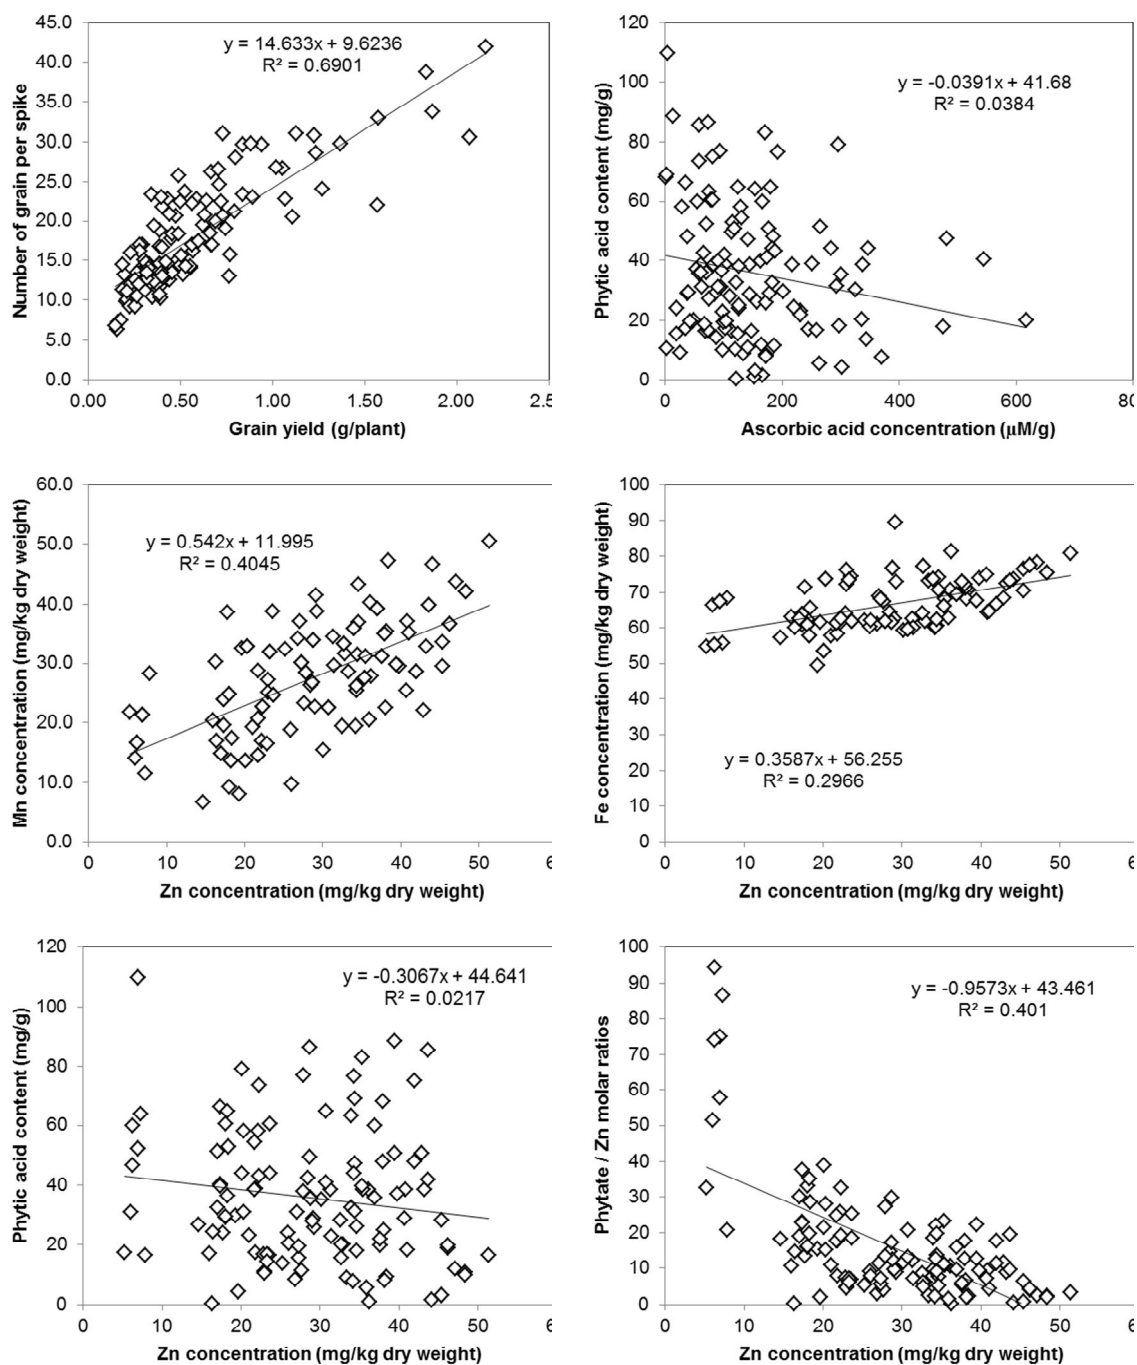 45.0
40.0
35.0
30.0
25.0
20.0
15.0
10.0
5.0
0.0
0.00 0.50 1.00 1.50 2.00 2.5
Number of grain per spike
Grain yield (g/plant)
y = 14.633x + 9.6236
R² = 0.6901
120
100
80
60
40
20
0
0 200 400 600 80
Phytic acid content (mg/g)
Ascorbic acid concentration (µM/g)
y = -0.0391x + 41.68
R² = 0.0384
60.0
50.0
40.0
30.0
20.0
10.0
0.0
0 10 20 30 40 50 6
Mn concentration (mg/kg dry weight)
Zn concentration (mg/kg dry weight)
y = 0.542x + 11.995
R² = 0.4045
100
90
80
70
60
50
40
30
20
10
0
0 10 20 30 40 50 6
Fe concentration (mg/kg dry weight)
Zn concentration (mg/kg dry weight)
y = 0.3587x + 56.255
R² = 0.2966
120
100
80
60
40
20
0
0 10 20 30 40 50 6
Phytic acid content (mg/g)
Zn concentration (mg/kg dry weight)
y = -0.3067x + 44.641
R² = 0.0217
100
90
80
70
60
50
40
30
20
10
0
0 10 20 30 40 50 6
Phytate / Zn molar ratios
Zn concentration (mg/kg dry weight)
y = -0.9573x + 43.461
R² = 0.401